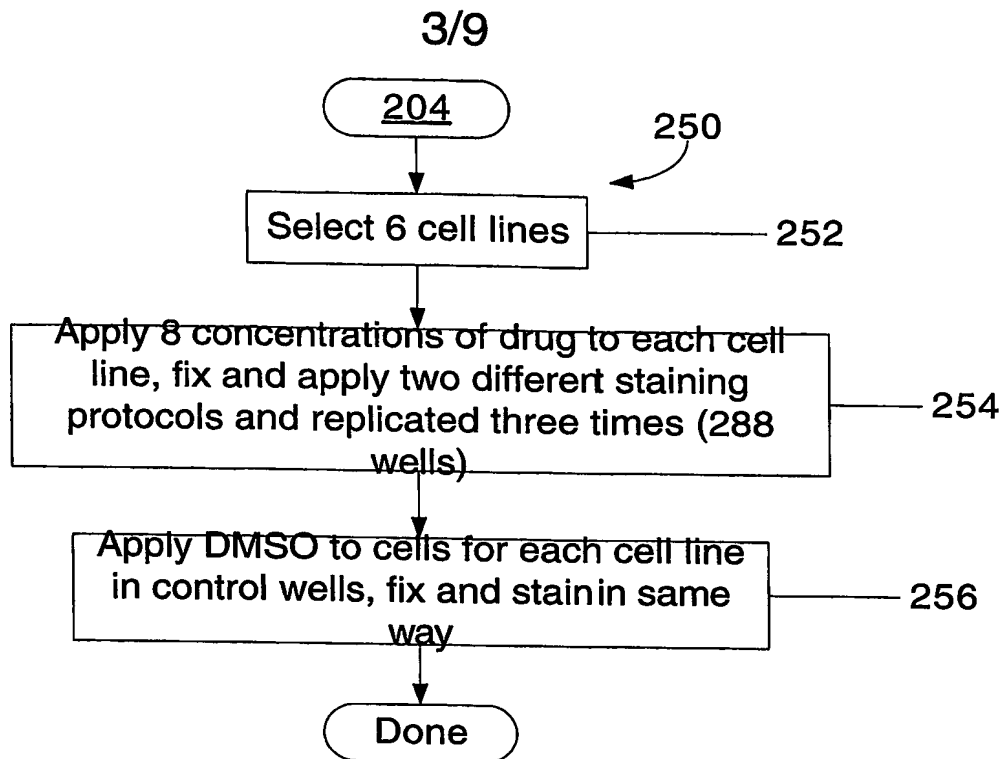 3/9
204
250
Select 6 cell lines
252
Apply 8 concentrations of drug to each cell
line, fix and apply two different staining
protocols and replicated three times (288
wells)
254
Apply DMSO to cells for each cell line
in control wells, fix and stain in same
way
256
Done